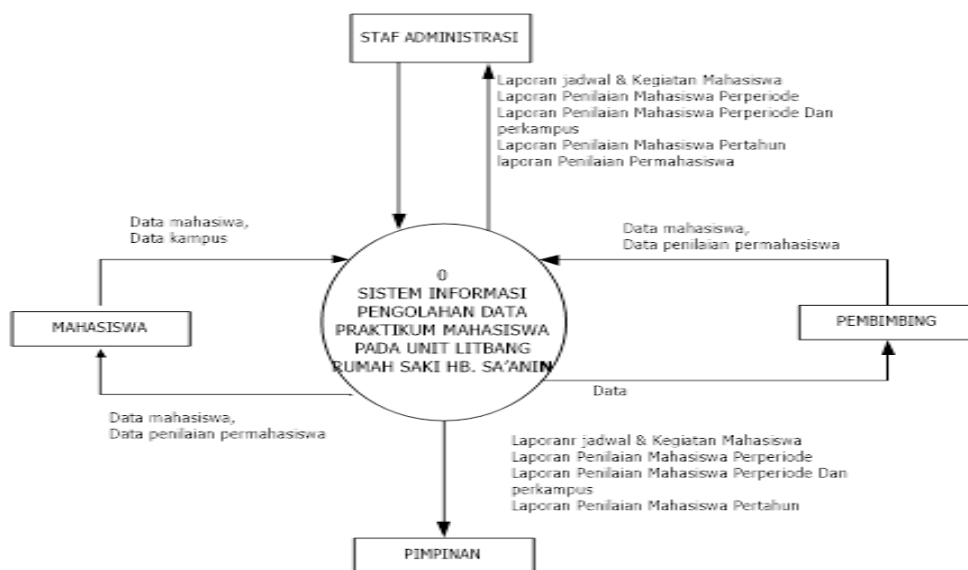 STAF ADMINISTRASI
Laporan jadwal & Kegiatan Mahasiswa
Laporan Penilaian Mahasiswa Perperiode
Laporan Penilaian Mahasiswa Perperiode Dan
perkampus
Laporan Penilaian Mahasiswa Pertahun
laporan Penilaian Permahasiswa
Data mahasiwa,
Data kampus
Data mahasiswa,
Data penilaian permahasiswa
0
SISTEM INFORMASI
PENGOLAHAN DATA
PRAKTIKUM MAHASISWA
PADA UNIT LITBANG
RUMAH SAKI HB. SA'ANIN
MAHASISWA
PEMBIMBING
Data
Data mahasiswa,
Data penilaian permahasiswa
Laporanr jadwal & Kegiatan Mahasiswa
Laporan Penilaian Mahasiswa Perperiode
Laporan Penilaian Mahasiswa Perperiode Dan
perkampus
Laporan Penilaian Mahasiswa Pertahun
PIMPINAN